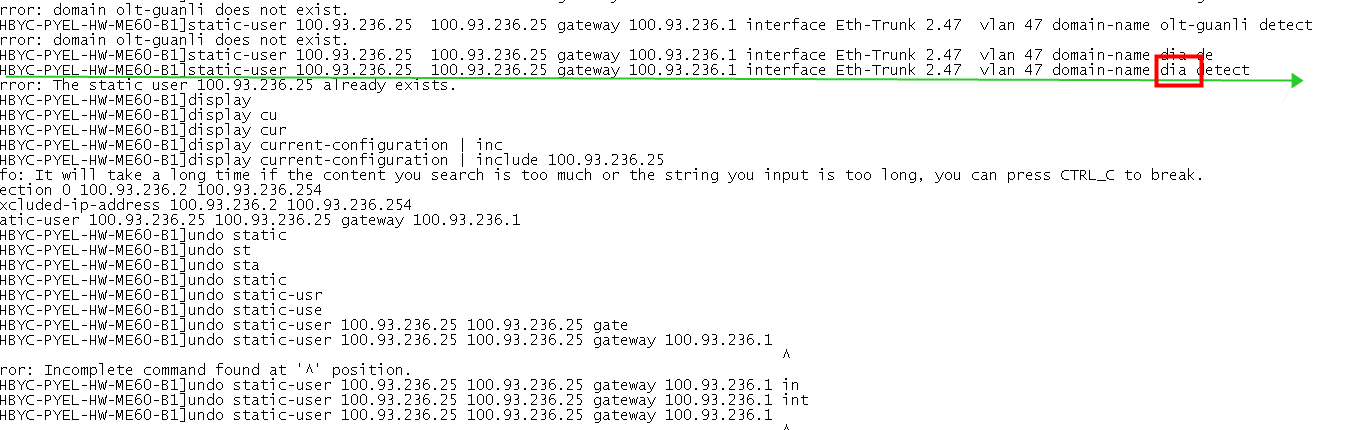 rror: domain olt-guanli does not exist.
HBYC-PYEL-HW-ME60-B1]static-user 100.93.236.25  100.93.236.25 gateway 100.93.236.1 interface Eth-Trunk 2.47  vlan 47 domain-name olt-guanli detect
rror: domain olt-guanli does not exist.
HBYC-PYEL-HW-ME60-B1]static-user 100.93.236.25  100.93.236.25 gateway 100.93.236.1 interface Eth-Trunk 2.47  vlan 47 domain-name dia de
HBYC-PYEL-HW-ME60-B1]static-user 100.93.236.25  100.93.236.25 gateway 100.93.236.1 interface Eth-Trunk 2.47  vlan 47 domain-name dia detect
rror: The static user 100.93.236.25 already exists.
HBYC-PYEL-HW-ME60-B1]display
HBYC-PYEL-HW-ME60-B1]display cu
HBYC-PYEL-HW-ME60-B1]display cur
HBYC-PYEL-HW-ME60-B1]display current-configuration | inc
HBYC-PYEL-HW-ME60-B1]display current-configuration | include 100.93.236.25
fo: It will take a long time if the content you search is too much or the string you input is too long, you can press CTRL_C to break.
ection 0 100.93.236.2 100.93.236.254
xcluded-ip-address 100.93.236.2 100.93.236.254
atic-user 100.93.236.25 100.93.236.25 gateway 100.93.236.1
HBYC-PYEL-HW-ME60-B1]undo static
HBYC-PYEL-HW-ME60-B1]undo st
HBYC-PYEL-HW-ME60-B1]undo sta
HBYC-PYEL-HW-ME60-B1]undo static
HBYC-PYEL-HW-ME60-B1]undo static-usr
HBYC-PYEL-HW-ME60-B1]undo static-use
HBYC-PYEL-HW-ME60-B1]undo static-user 100.93.236.25 100.93.236.25 gate
HBYC-PYEL-HW-ME60-B1]undo static-user 100.93.236.25 100.93.236.25 gateway 100.93.236.1
^
ror: Incomplete command found at '^' position.
HBYC-PYEL-HW-ME60-B1]undo static-user 100.93.236.25 100.93.236.25 gateway 100.93.236.1 in
HBYC-PYEL-HW-ME60-B1]undo static-user 100.93.236.25 100.93.236.25 gateway 100.93.236.1 int
HBYC-PYEL-HW-ME60-B1]undo static-user 100.93.236.25 100.93.236.25 gateway 100.93.236.1
^